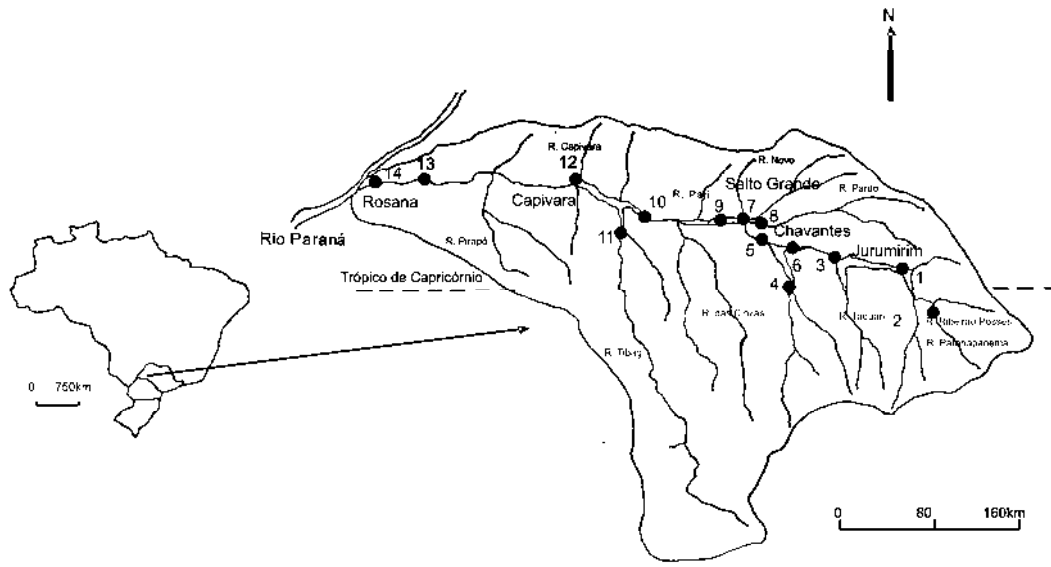 N
R. Capivara
12
13
14
Rosana
Capivara
R. Novo
Salto Grande
R. Pari
R. Pardo
10
9
7
8
Chavantes
Rio Paraná
R. Pirapó
11
5
6
3
Jurumirim
1
Trópico de Capricórnio
4
2
R. das Cinzas
R. Ribeirão Posses
R. Paranapanema
R. Tibagi
0 750km
0 80 160km